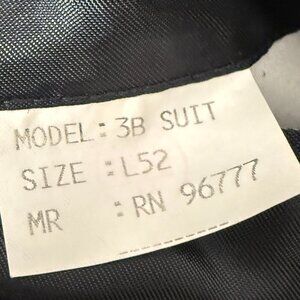 MODEL: 3B SUIT
SIZE : L52
MR : RN 96777